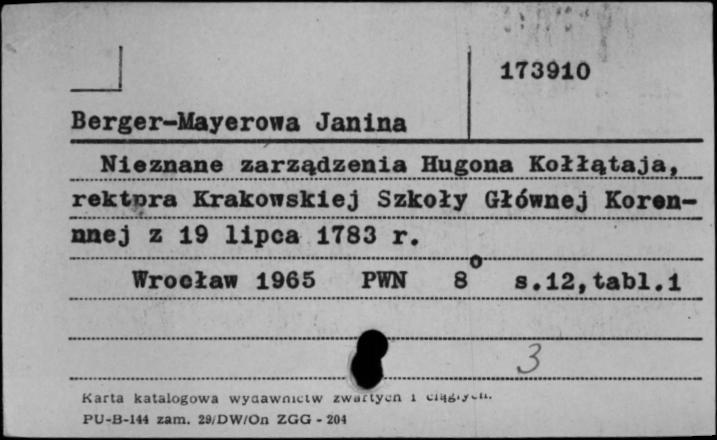 173910
Berger-Mayerowa Janina
Nieznane zarządzenia Hugona Kołłątaja,
rektora Krakowskiej Szkoły Głównej Koron-
nnej z 19 lipca 1783 r.
Wrocław 1965 PWN 8° s.12,tabl.1
3
Karta katalogowa wydawnictw zwartych i ciągłych.
PU-B-144 zam. 29/DW/On ZGG - 204